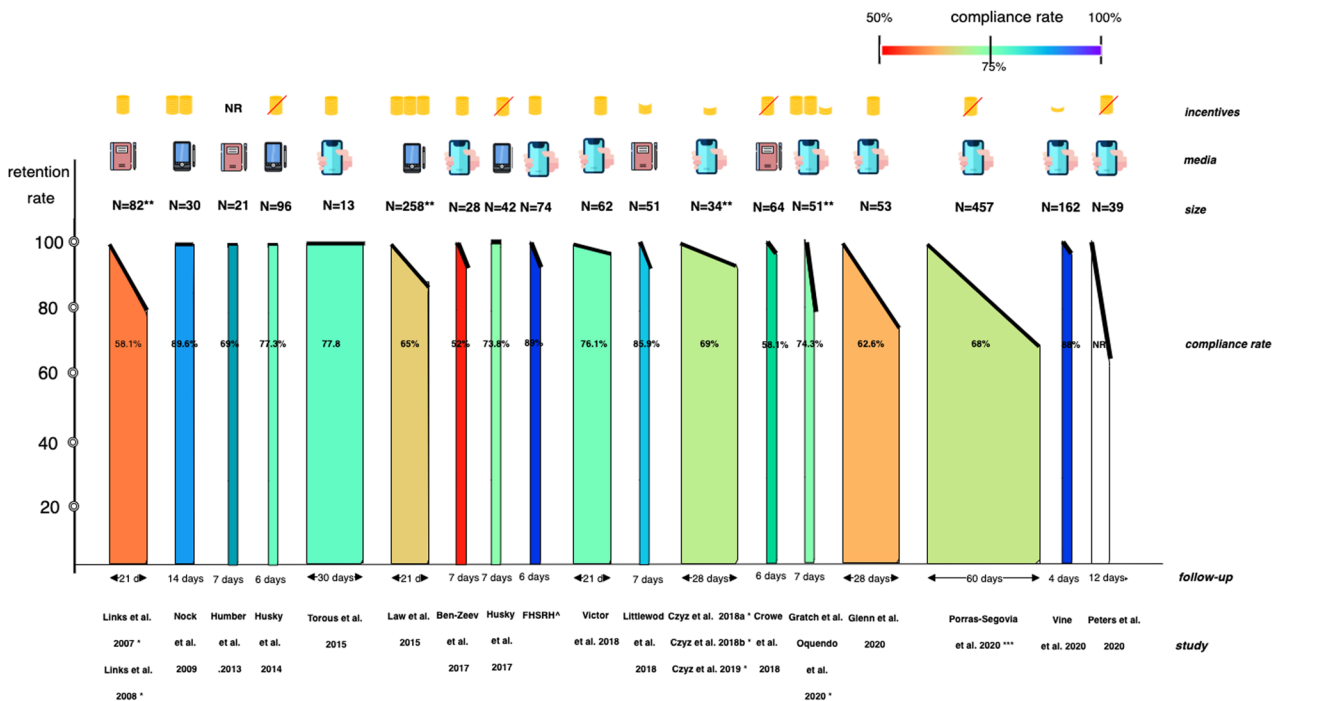 50% compliance rate 100%
75%
NR incentives
media
retention
rate
N=82** N=30 N=21 N=96 N=13 N=258** N=28 N=42 N=74 N=62 N=51 N=34** N=64 N=51** N=53 N=457 N=162 N=39 size
100
80
58.1% 89.6% 69% 77.3% 77.8 65% 52% 73.8% 76.1% 85.9% 69% 58.1% 74.3% 62.6% 68% NR compliance rate
60
40
20
21 d 14 days 7 days 6 days 30 days 21 d 7 days 7 days 6 days 21 d 7 days 28 days 6 days 7 days 28 days 60 days 4 days 12 days follow-up
Links et al. Nock Humber Husky Torous et al. Law et al. Ben-Zeev Husky FHSRH^ Victor Littlewod Czyz et al. 2018a * Crowe Gratch et al. Glenn et al. Porras-Segovia Vine Peters et al.
2007 * et al. et al. et al. 2015 2015 et al. et al. et al. 2018 et al. Czyz et al. 2018b * et al. Oquendo 2020 et al. 2020 *** et al. 2020 2020 study
Links et al. 2009 .2013 2014 2017 2017 2018 Czyz et al. 2019 * 2018 et al.
2008 * 2020 *